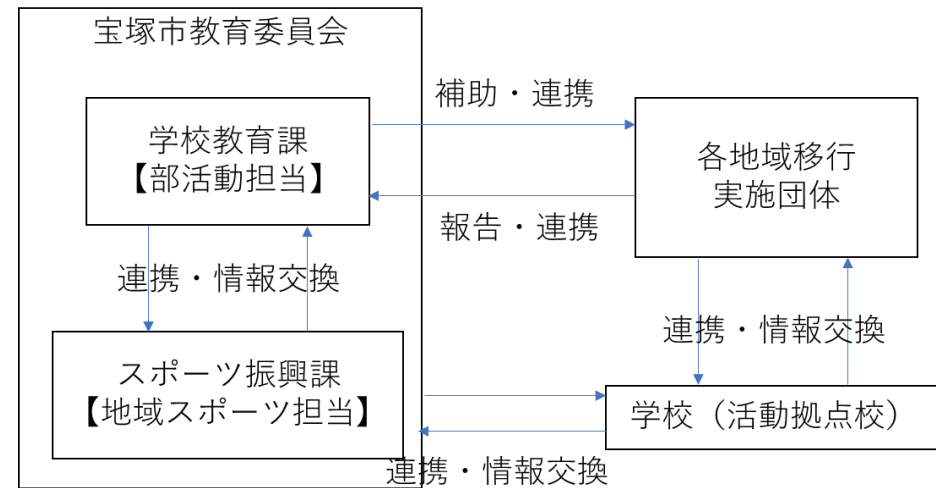 宝塚市教育委員会
補助・連携
学校教育課
【部活動担当】
各地域移行
実施団体
報告・連携
連携・情報交換
連携・情報交換
スポーツ振興課
【地域スポーツ担当】
学校（活動拠点校）
連携・情報交換